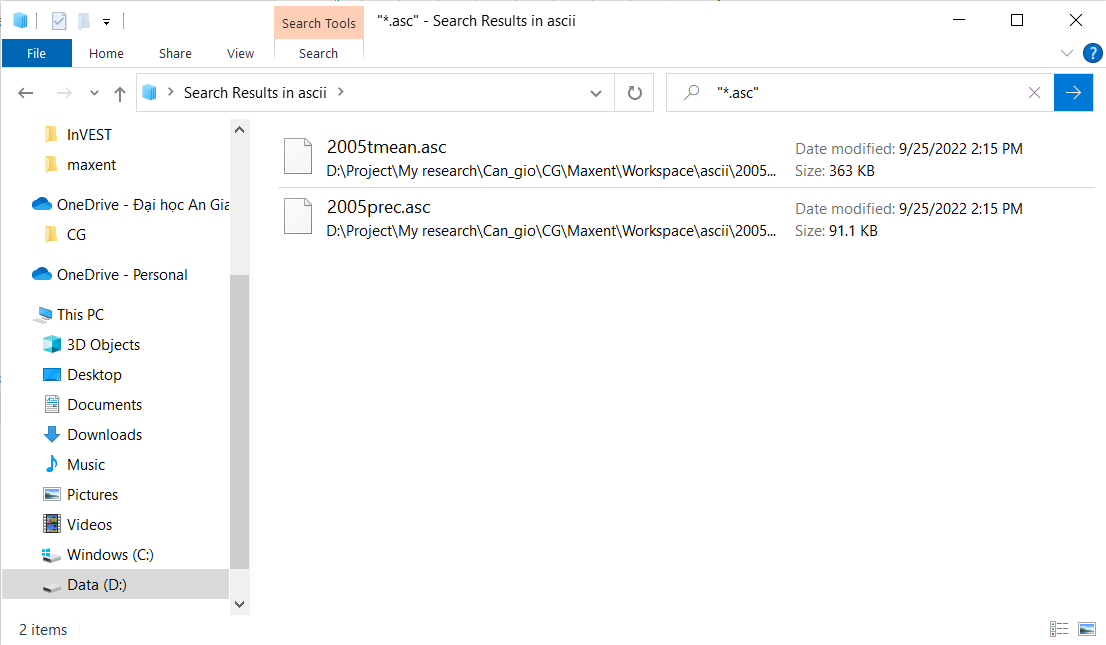 Search Tools
"*.asc" - Search Results in ascii
File
Home
Share
View
Search
?
Search Results in ascii
"*.asc"
InVEST
maxent
OneDrive - Đại học An Gia
CG
OneDrive - Personal
This PC
3D Objects
Desktop
Documents
Downloads
Music
Pictures
Videos
Windows (C:)
Data (D:)
2005tmean.asc
D:\Project\My research\Can_gio\CG\Maxent\Workspace\ascii\2005...
Date modified: 9/25/2022 2:15 PM
Size: 363 KB
2005prec.asc
D:\Project\My research\Can_gio\CG\Maxent\Workspace\ascii\2005...
Date modified: 9/25/2022 2:15 PM
Size: 91.1 KB
2 items